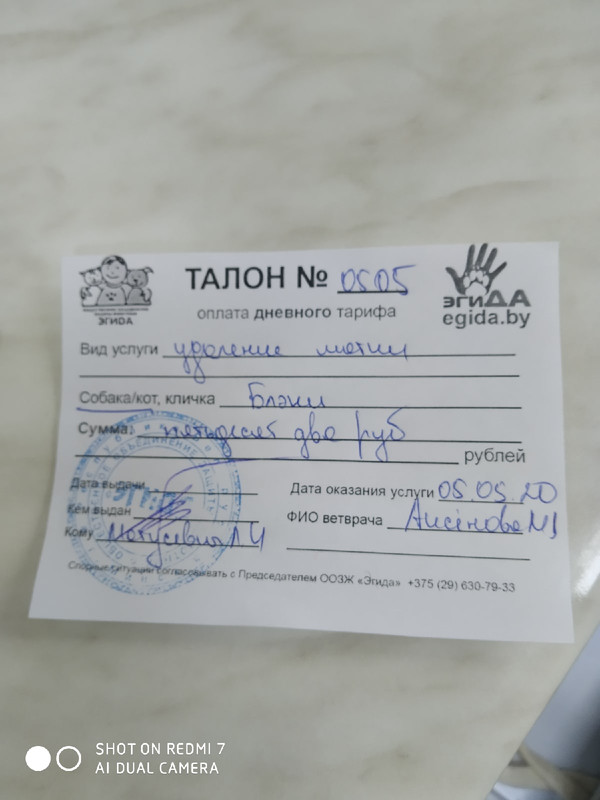 ТАЛОН № 0505
оплата дневного тарифа
ЭГИДА
эгиДА
egida.by
Вид услуги удаление матки
Собака/кот, кличка Блэки
Сумма: пятьдесят два руб
рублей
Дата выдачи
Дата оказания услуги 05.05.20
Кем выдан
ФИО ветврача
Кому Матусевич Л И
Спорные ситуации согласовывать с Председателем ООЗЖ «Эгида» +375 (29) 630-79-33
SHOT ON REDMI 7
AI DUAL CAMERA